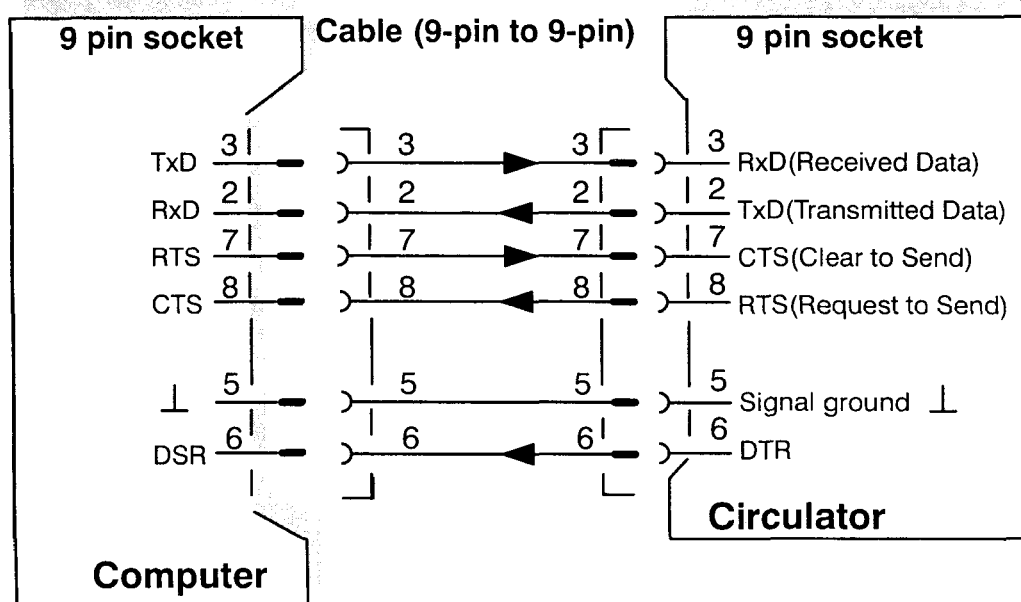 9 pin socket Cable (9-pin to 9-pin) 9 pin socket
TxD 3 3 3 3 RxD(Received Data)
RxD 2 2 2 2 TxD(Transmitted Data)
RTS 7 7 7 7 CTS(Clear to Send)
CTS 8 8 8 8 RTS(Request to Send)
⊥ 5 5 5 5 Signal ground ⊥
DSR 6 6 6 6 DTR
Circulator
Computer